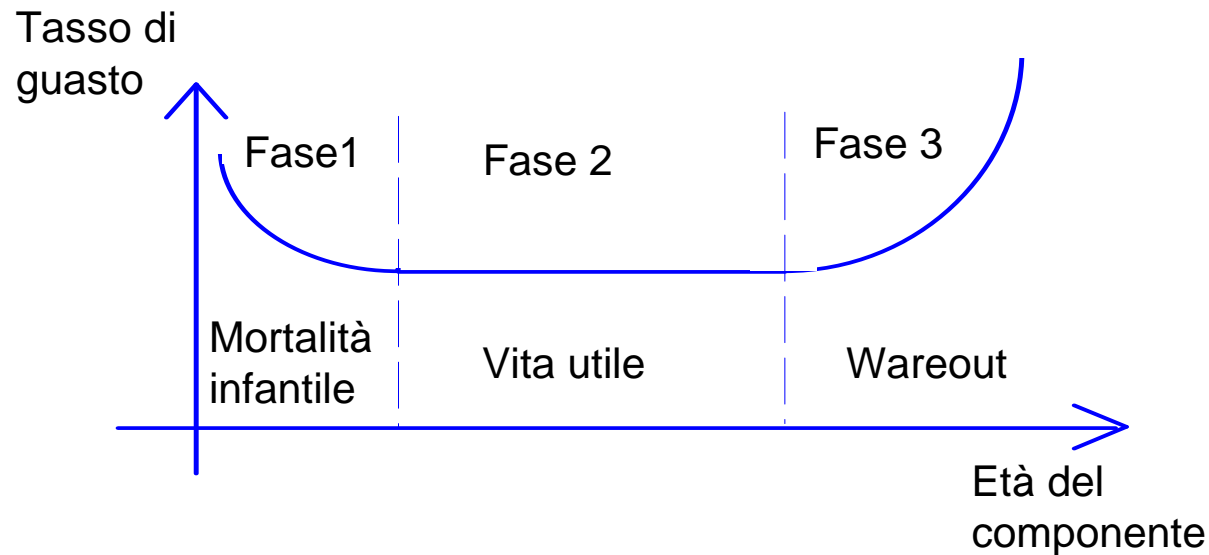 Tasso di
guasto
Fase1
Fase 2
Fase 3
Mortalità
infantile
Vita utile
Wareout
Età del
componente